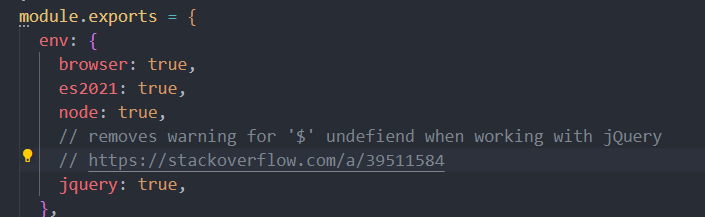 module.exports = {
env: {
browser: true,
es2021: true,
node: true,
// removes warning for '$' undefiend when working with jQuery
// https://stackoverflow.com/a/39511584
jquery: true,
},